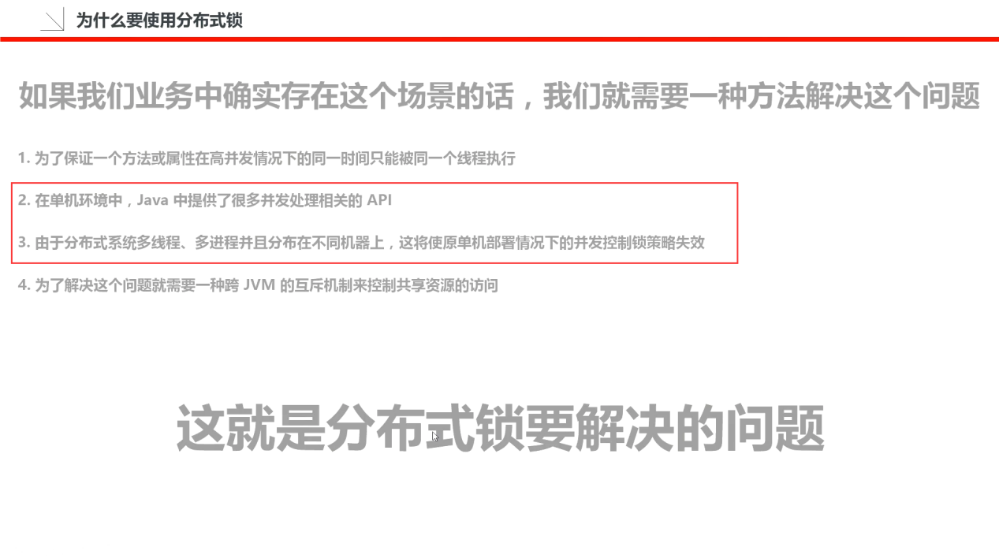 为什么要使用分布式锁
如果我们业务中确实存在这个场景的话，我们就需要一种方法解决这个问题
1. 为了保证一个方法或属性在高并发情况下的同一时间只能被同一个线程执行
2. 在单机环境中，Java 中提供了很多并发处理相关的 API
3. 由于分布式系统多线程、多进程并且分布在不同机器上，这将使原单机部署情况下的并发控制锁策略失效
4. 为了解决这个问题就需要一种跨 JVM 的互斥机制来控制共享资源的访问
这就是分布式锁要解决的问题